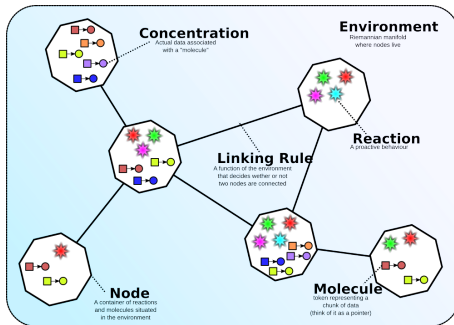 Concentration
Actual data associated
with a "molecule"
Environment
Riemannian manifold
where nodes live
Reaction
A proactive behaviour
Linking Rule
A function of the environment
that decides wether or not
two nodes are connected
Node
A container of reactions
and molecules situated
in the environment
Molecule
token representing a
chunk of data
(think of it as a pointer)